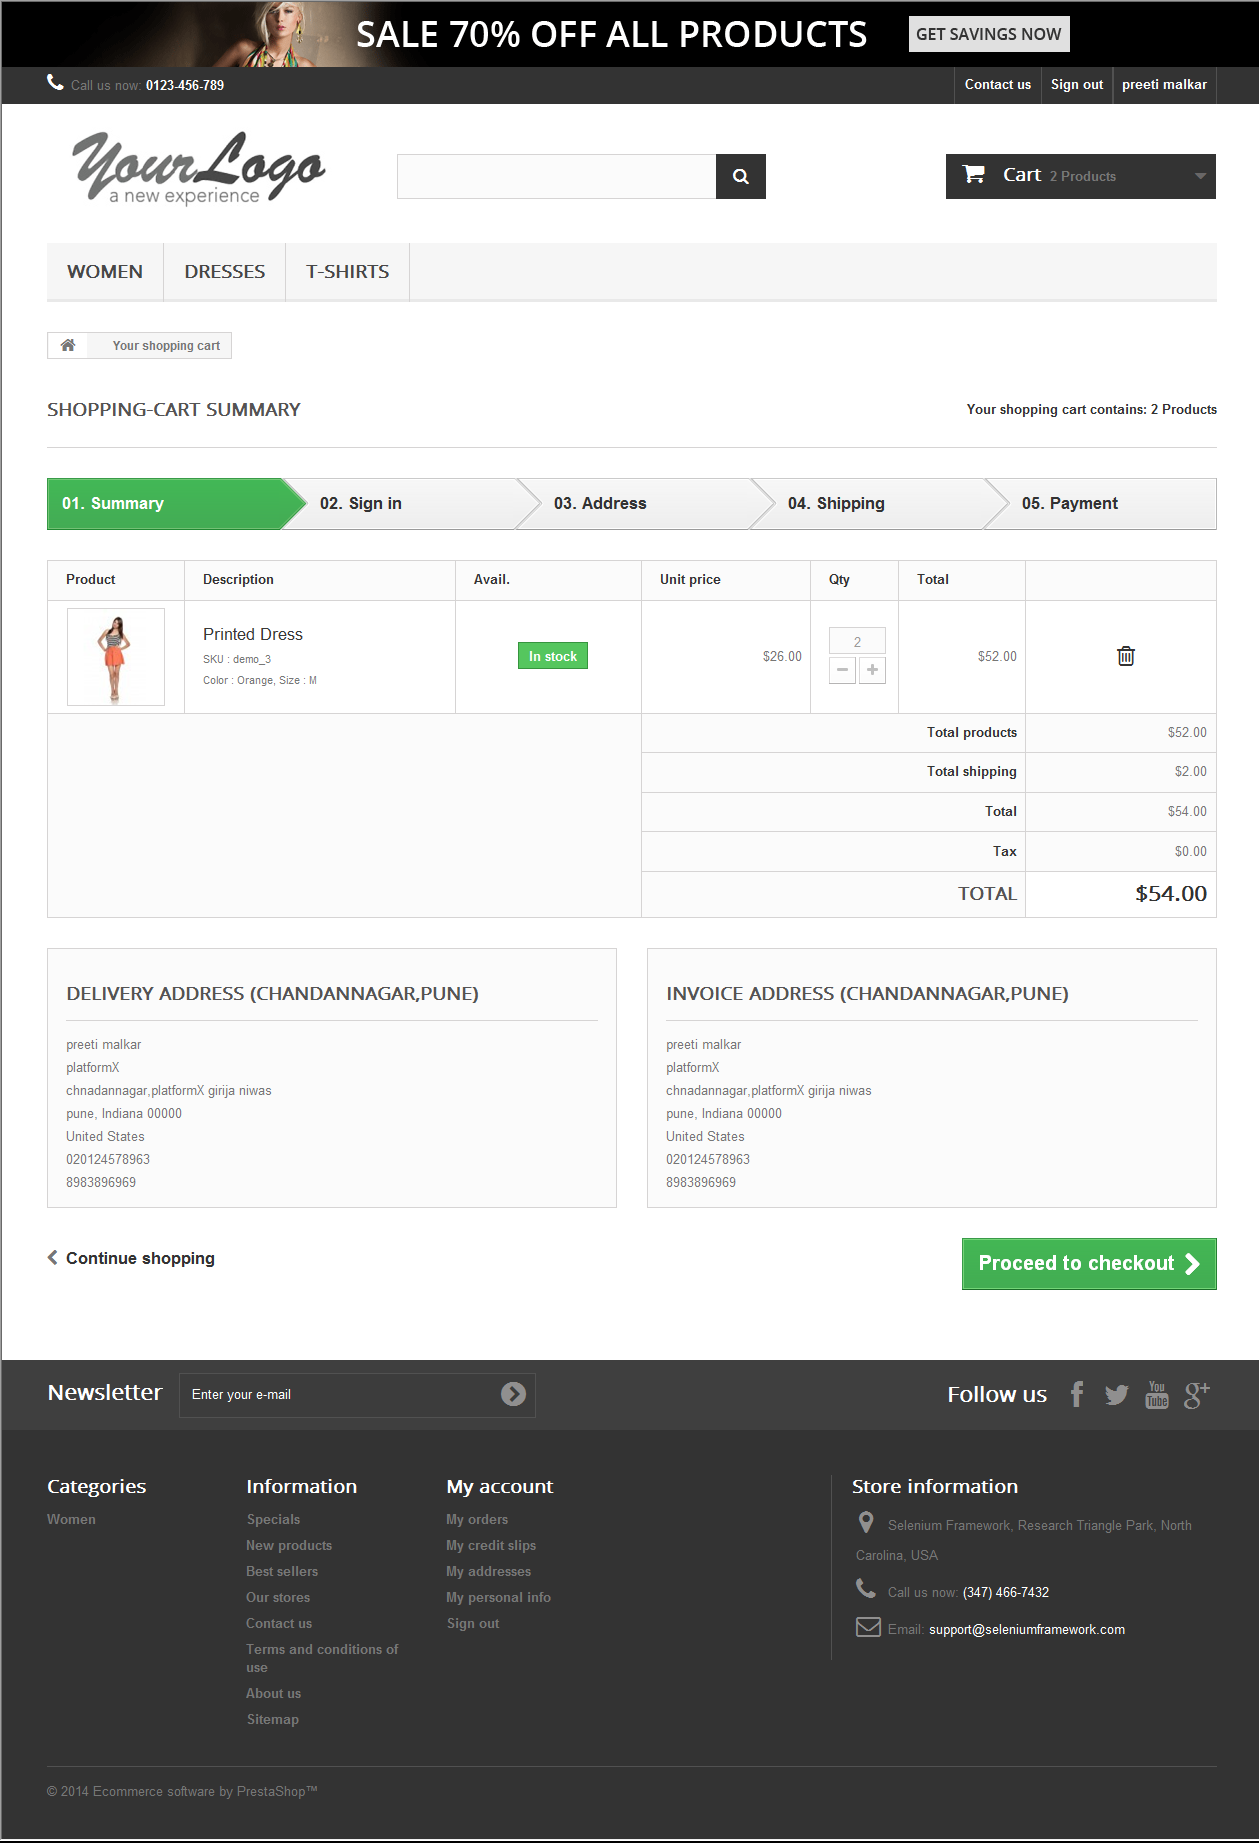 SALE 70% OFF ALL PRODUCTS GET SAVINGS NOW
Call us now: 0123-456-789 Contact us Sign out preeti malkar
YourLogo
a new experience
Cart 2 Products
WOMEN DRESSES T-SHIRTS
Your shopping cart
SHOPPING-CART SUMMARY Your shopping cart contains: 2 Products
01. Summary 02. Sign in 03. Address 04. Shipping 05. Payment
Product Description Avail. Unit price Qty Total
Printed Dress
SKU : demo_3
Color : Orange, Size : M
In stock $26.00 2 $52.00
Total products $52.00
Total shipping $2.00
Total $54.00
Tax $0.00
TOTAL $54.00
DELIVERY ADDRESS (CHANDANNAGAR,PUNE)
preeti malkar
platformX
chnadannagar,platformX girija niwas
pune, Indiana 00000
United States
020124578963
8983896969
INVOICE ADDRESS (CHANDANNAGAR,PUNE)
preeti malkar
platformX
chnadannagar,platformX girija niwas
pune, Indiana 00000
United States
020124578963
8983896969
Continue shopping Proceed to checkout
Newsletter Enter your e-mail Follow us You Tube g+
Categories
Women
Information
Specials
New products
Best sellers
Our stores
Contact us
Terms and conditions of
use
About us
Sitemap
My account
My orders
My credit slips
My addresses
My personal info
Sign out
Store information
Selenium Framework, Research Triangle Park, North
Carolina, USA
Call us now: (347) 466-7432
Email: support@seleniumframework.com
© 2014 Ecommerce software by PrestaShop™